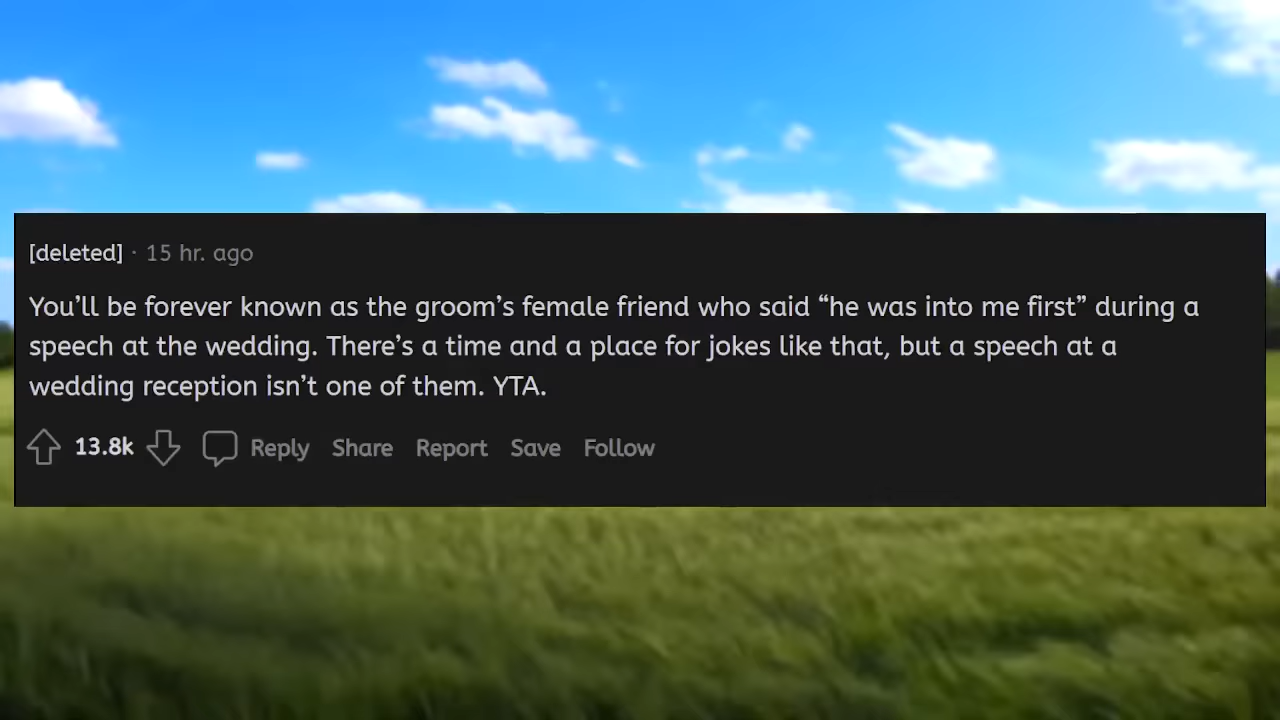 [deleted] · 15 hr. ago
You’ll be forever known as the groom’s female friend who said “he was into me first” during a
speech at the wedding. There’s a time and a place for jokes like that, but a speech at a
wedding reception isn’t one of them. YTA.
13.8k Reply Share Report Save Follow